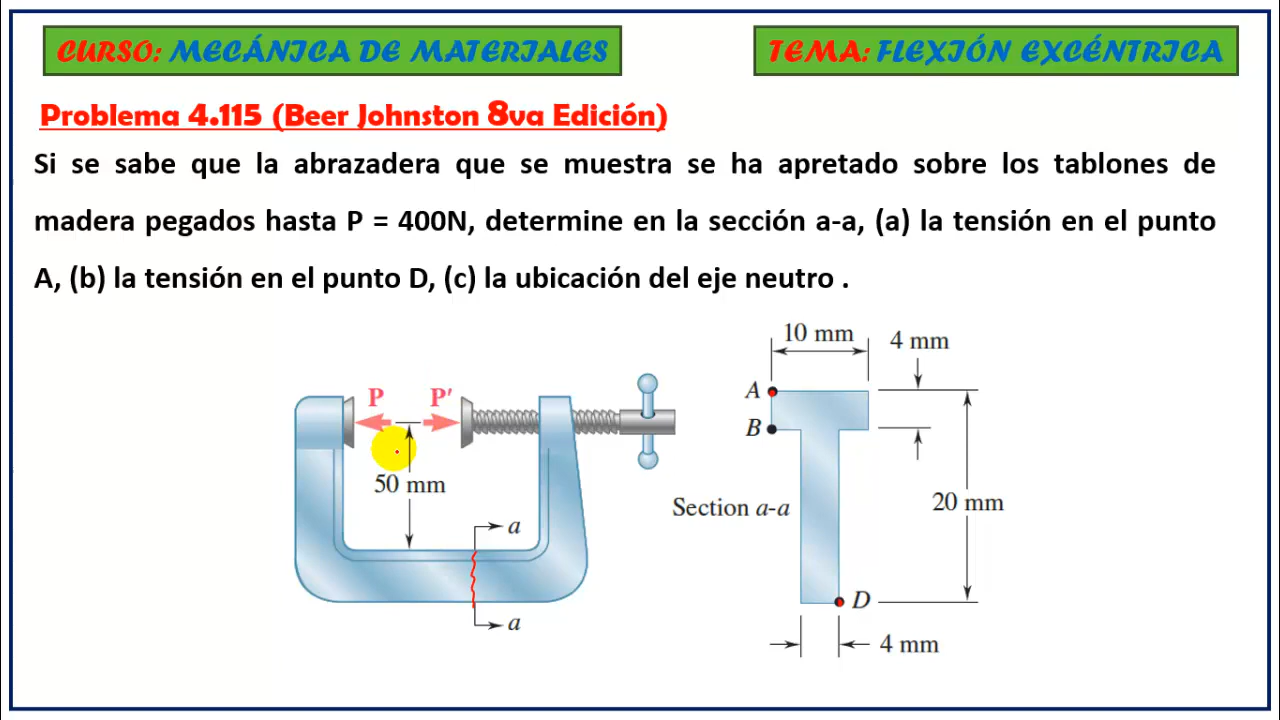 CURSO: MECÁNICA DE MATERIALES
TEMA: FLEXIÓN EXCÉNTRICA
Problema 4.115 (Beer Johnston 8va Edición)
Si se sabe que la abrazadera que se muestra se ha apretado sobre los tablones de
madera pegados hasta P = 400N, determine en la sección a-a, (a) la tensión en el punto
A, (b) la tensión en el punto D, (c) la ubicación del eje neutro .
P P′
50 mm
a
a
10 mm
4 mm
A
B
Section a-a
20 mm
D
4 mm